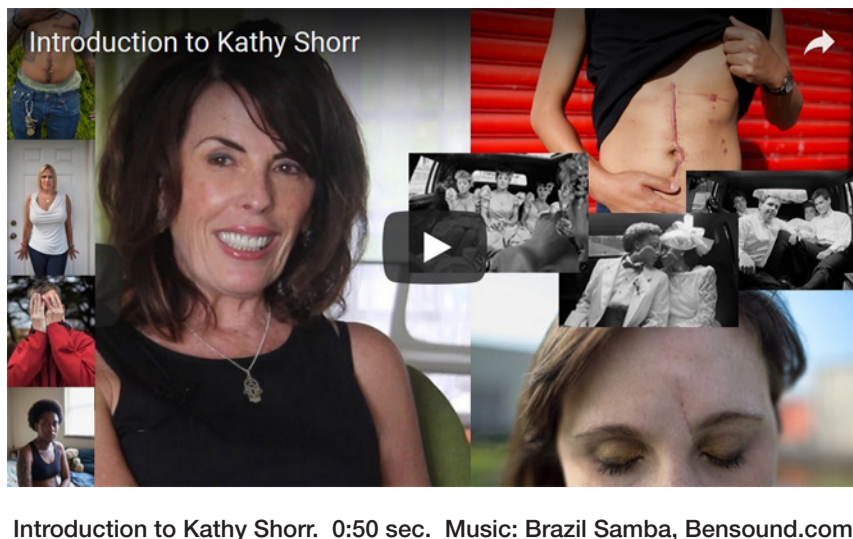 Introduction to Kathy Shorr
Introduction to Kathy Shorr. 0:50 sec. Music: Brazil Samba, Bensound.com